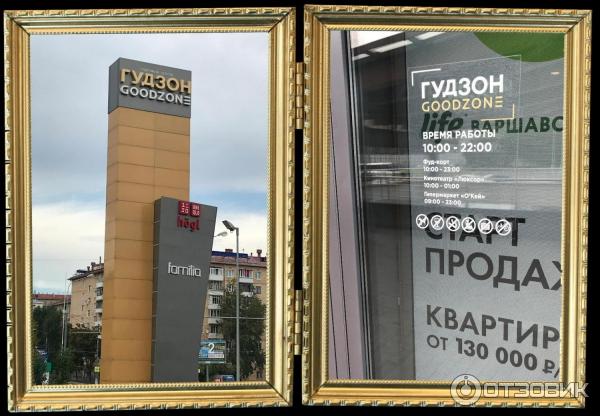 ГУДЗОН
GOODZONE
högl
familia
ГУДЗОН
GOODZONE
life ВАРШАВС
ВРЕМЯ РАБОТЫ
10:00 - 22:00
Фуд-корт
10:00 - 23:00
Кинотеатр «Люксор»
10:00 - 01:00
Гипермаркет «О'Кей»
09:00 - 23:00
СТАРТ
ПРОДАЖ
КВАРТИР
ОТ 130 000 ₽/
ОТЗОВИК